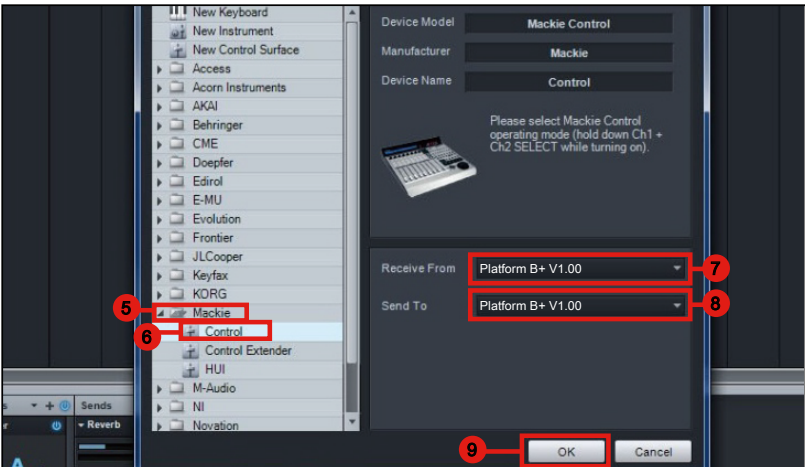 New Keyboard
New Instrument
New Control Surface
Access
Acorn Instruments
AKAI
Behringer
CME
Doepfer
Edirol
E-MU
Evolution
Frontier
JLCooper
Keyfax
KORG
5 Mackie
6 Control
Control Extender
HUI
M-Audio
NI
Novation
Device Model Mackie Control
Manufacturer Mackie
Device Name Control
Please select Mackie Control
operating mode (hold down Ch1 +
Ch2 SELECT while turning on).
Receive From Platform B+ V1.00 7
Send To Platform B+ V1.00 8
9 OK Cancel
Sends
Reverb